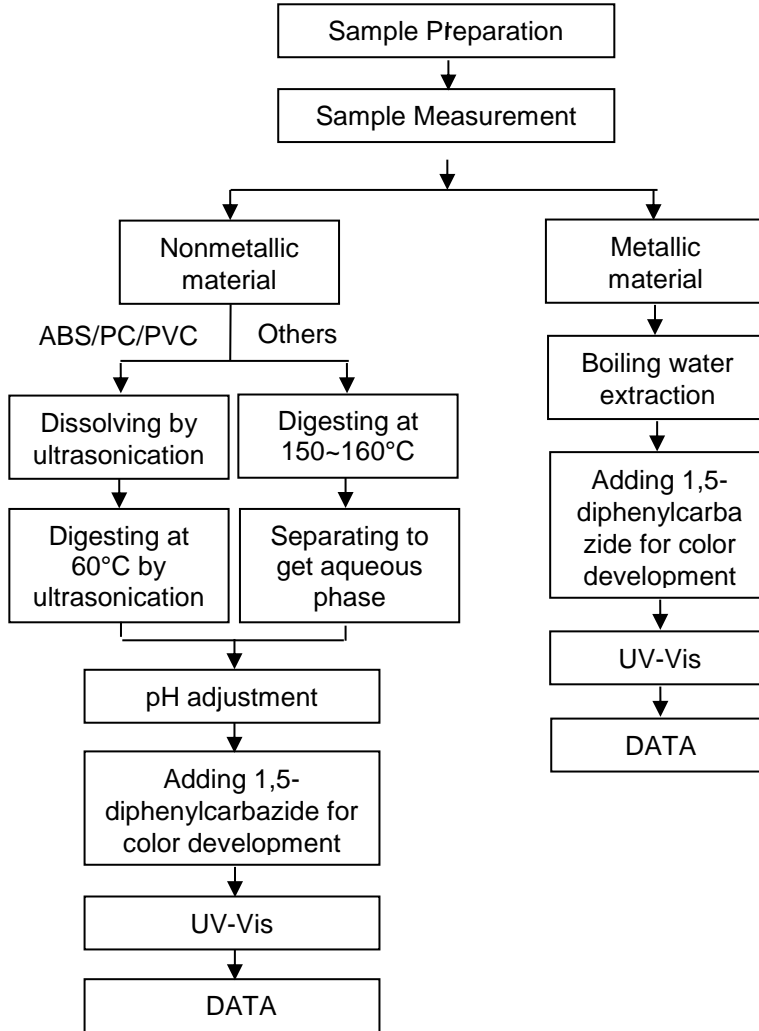 Sample Preparation
Sample Measurement
Nonmetallic
material
Metallic
material
ABS/PC/PVC
Others
Boiling water
extraction
Dissolving by
ultrasonication
Digesting at
150~160°C
Adding 1,5-
diphenylcarba
zide for color
development
Digesting at
60°C by
ultrasonication
Separating to
get aqueous
phase
UV-Vis
pH adjustment
DATA
Adding 1,5-
diphenylcarbazide for
color development
UV-Vis
DATA